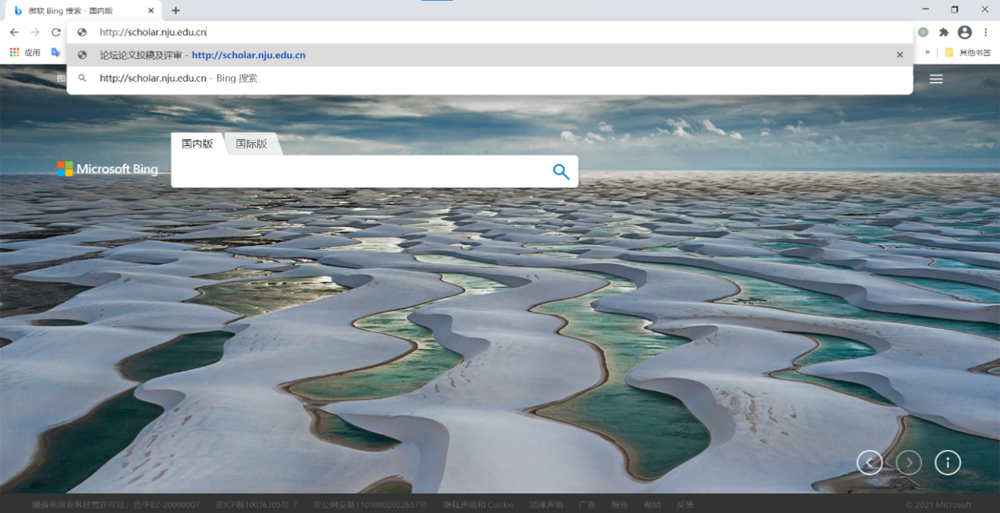 微软 Bing 搜索 - 国内版
http://scholar.nju.edu.cn
应用
论坛论文投稿及评审 - http://scholar.nju.edu.cn
其他书签
http://scholar.nju.edu.cn - Bing 搜索
国内版 国际版
Microsoft Bing
增值电信业务经营许可证:合字B2-20090007 京ICP备10036305号-7 京公网安备11010802022657号 隐私声明和 Cookie 法律声明 广告 报告 帮助 反馈 © 2021 Microsoft